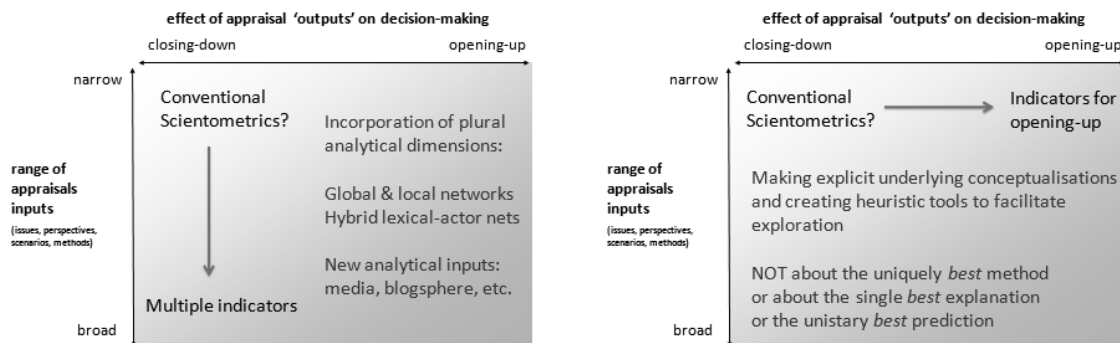 effect of appraisal ‘outputs’ on decision-making
closing-down
opening-up
narrow
Conventional
Scientometrics?
Incorporation of plural
analytical dimensions:
range of
appraisals
inputs
(issues, perspectives,
scenarios, methods)
Global & local networks
Hybrid lexical-actor nets
New analytical inputs:
media, blogsphere, etc.
Multiple indicators
broad
effect of appraisal ‘outputs’ on decision-making
closing-down
opening-up
narrow
Conventional
Scientometrics?
Indicators for
opening-up
range of
appraisals
inputs
(issues, perspectives,
scenarios, methods)
Making explicit underlying conceptualisations
and creating heuristic tools to facilitate
exploration
NOT about the uniquely best method
or about the single best explanation
or the unistary best prediction
broad